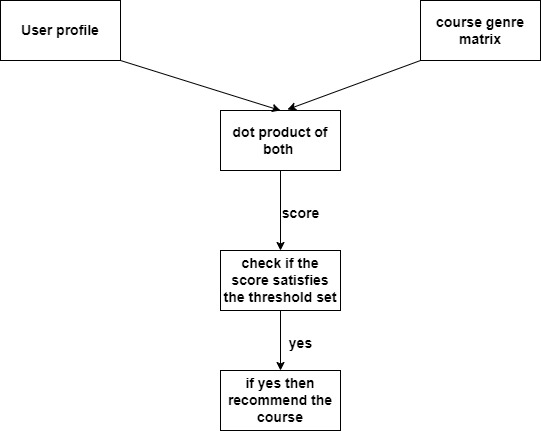 User profile
course genre
matrix
dot product of
both
score
check if the
score satisfies
the threshold set
yes
if yes then
recommend the
course